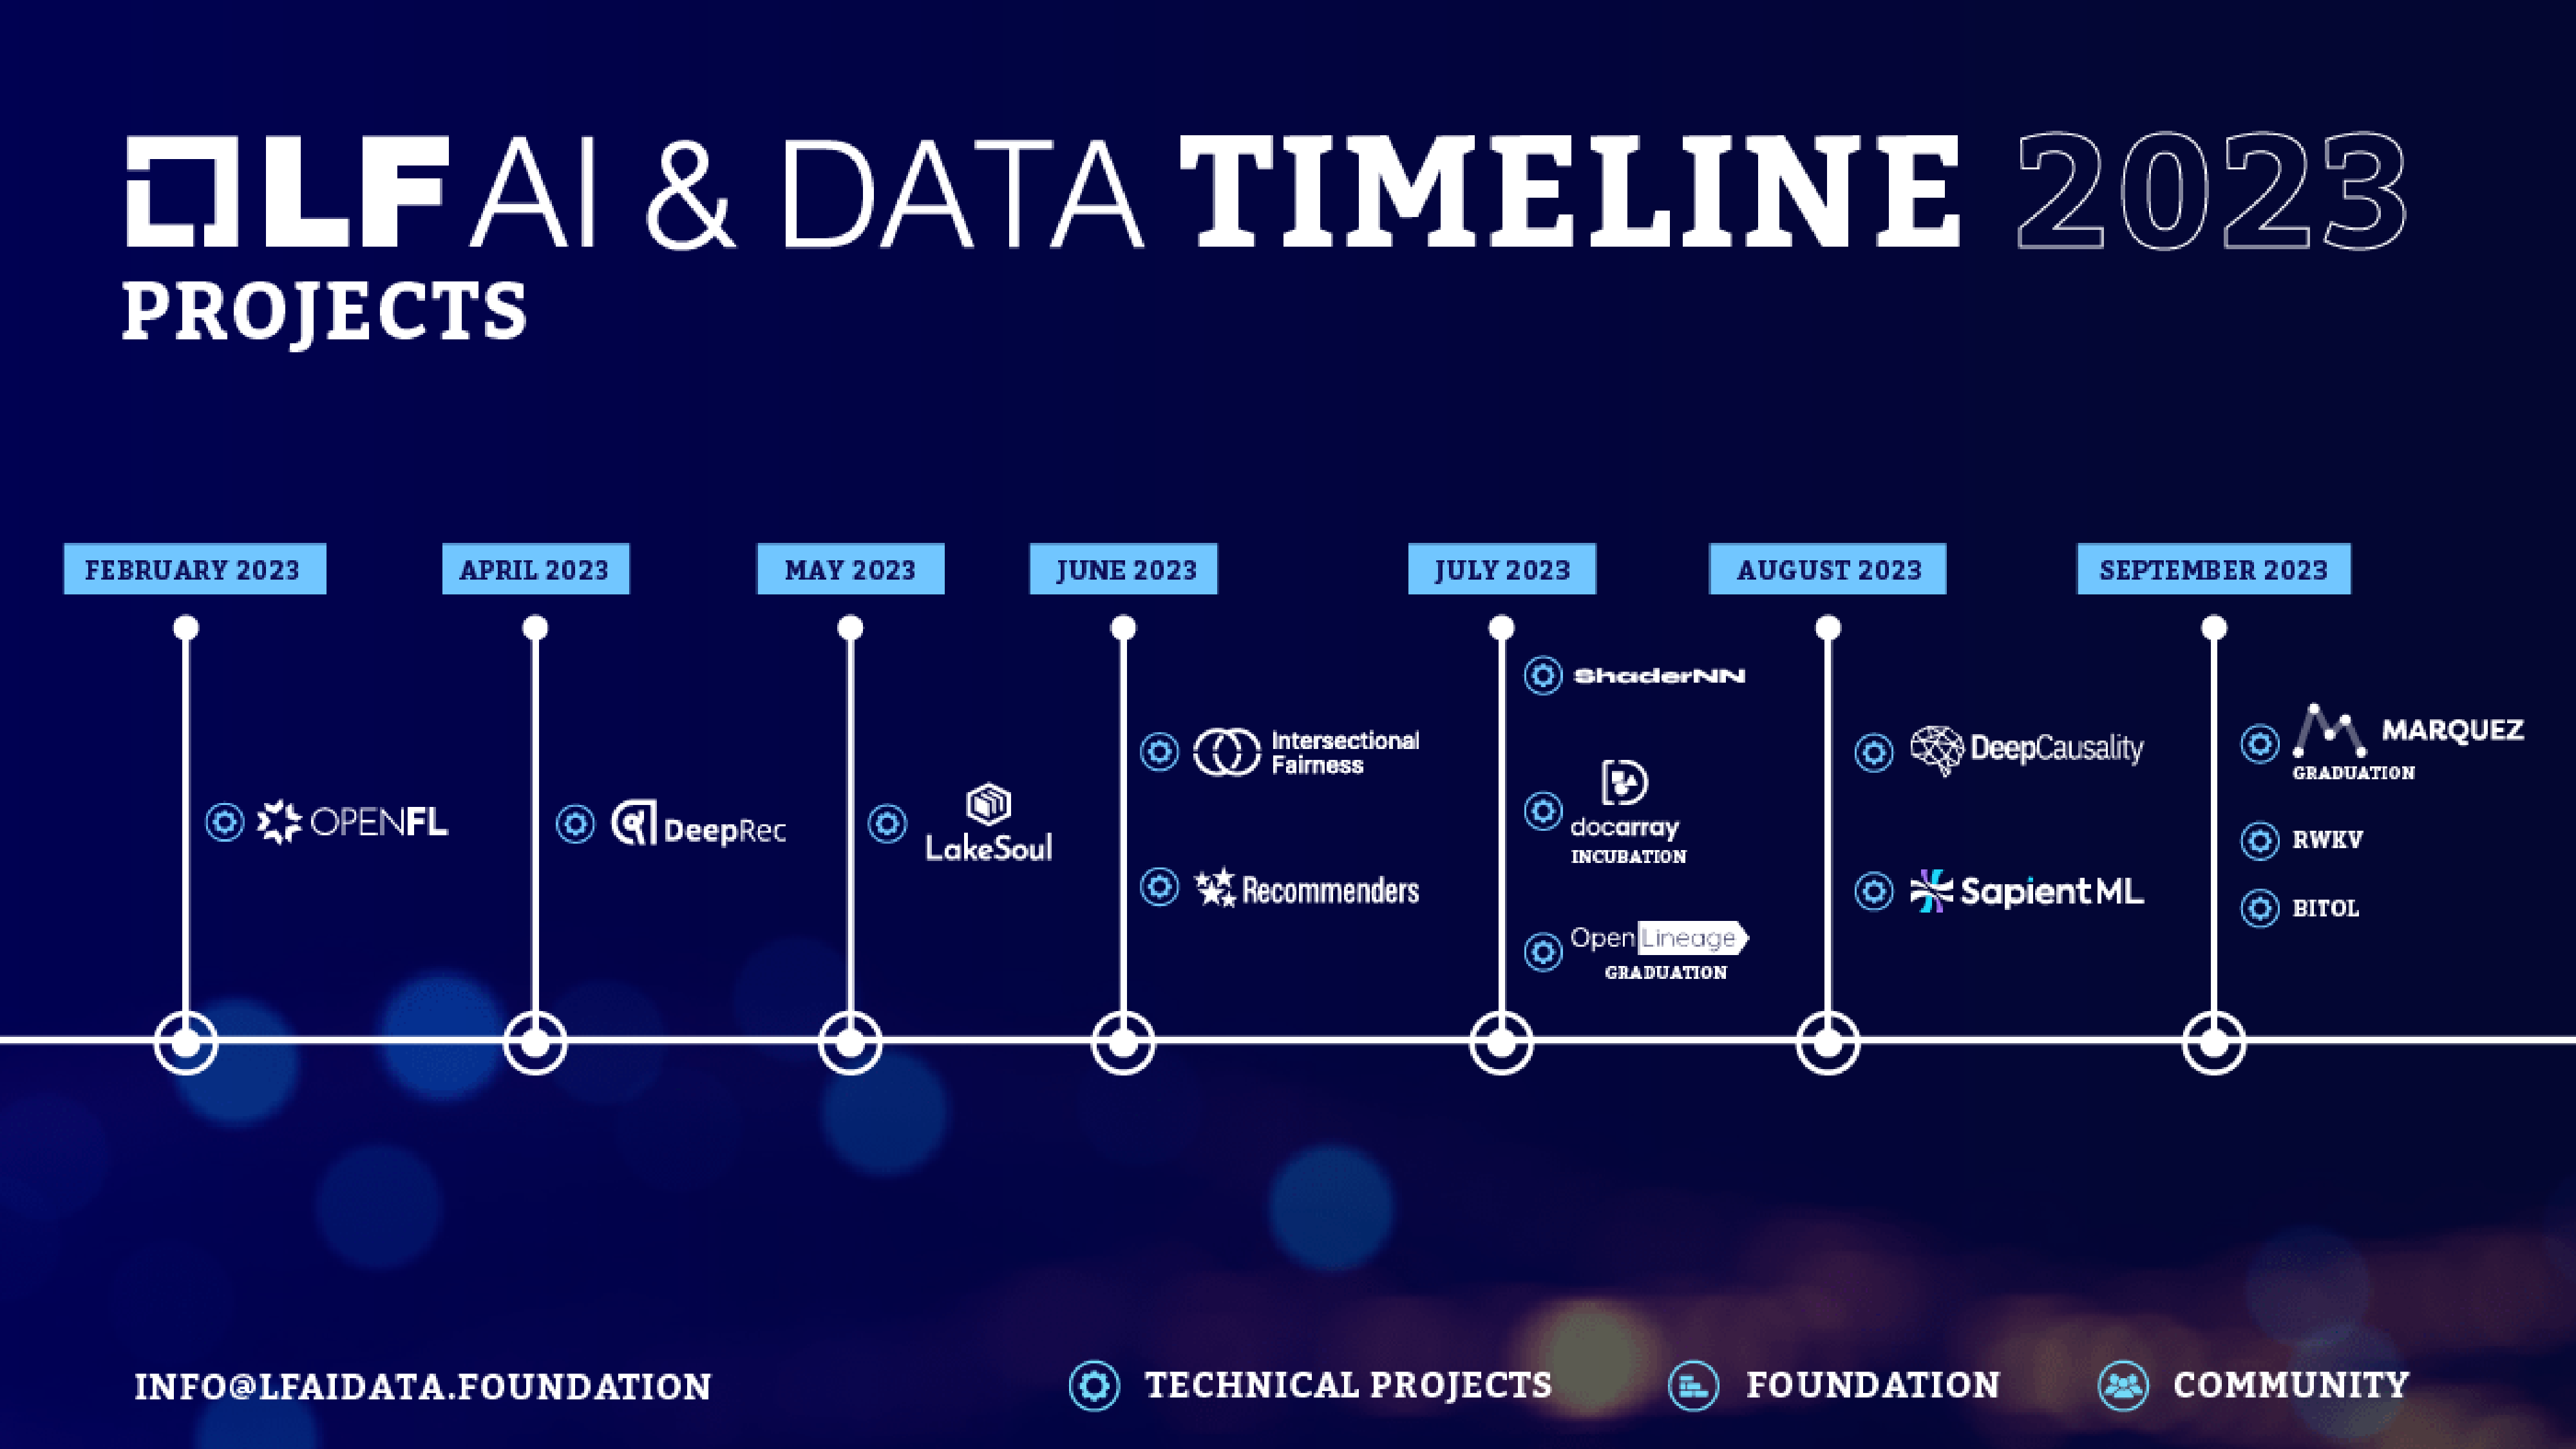 LF AI & DATA TIMELINE 2023
PROJECTS
FEBRUARY 2023
OPENFL
APRIL 2023
DeepRec
MAY 2023
LakeSoul
JUNE 2023
Intersectional
Fairness
Recommenders
JULY 2023
ShaderNN
docarray
INCUBATION
OpenLineage
GRADUATION
AUGUST 2023
DeepCausality
SapientML
SEPTEMBER 2023
MARQUEZ
GRADUATION
RWKV
BITOL
INFO@LFAIDATA.FOUNDATION
TECHNICAL PROJECTS
FOUNDATION
COMMUNITY